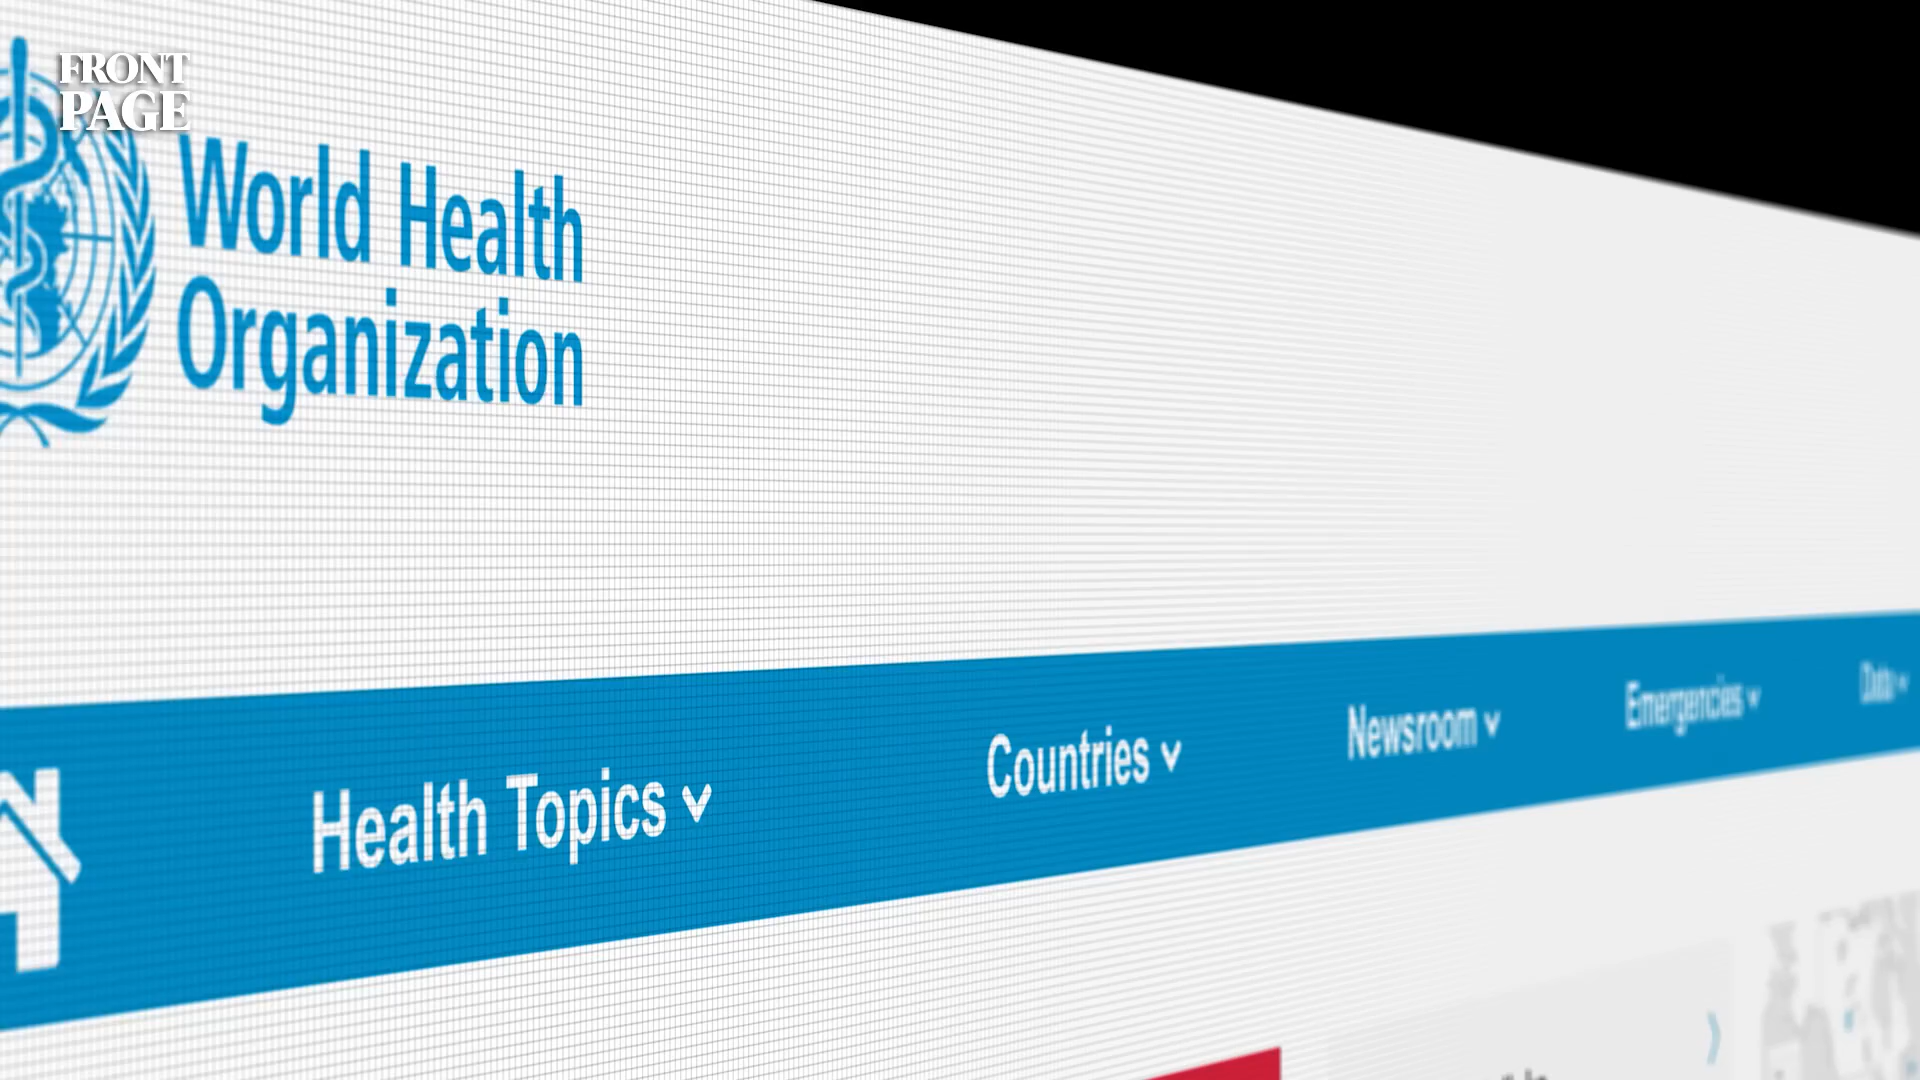 FRONT
PAGE
World Health
Organization
Health Topics
Countries
Newsroom
Emergencies
Data